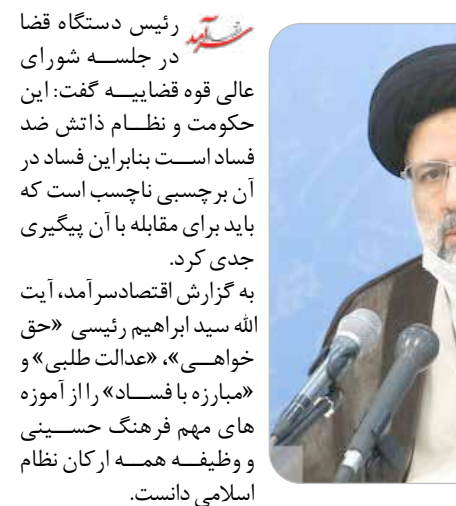 سرآمد
رئیس دستگاه قضا
در جلسه شورای
عالی قوه قضاییه گفت: این
حکومت و نظام ذاتش ضد
فساد است بنابراین فساد در
آن برچسبی ناچسب است که
باید برای مقابله با آن پیگیری
جدی کرد.
به گزارش اقتصادسرآمد، آیت
الله سید ابراهیم رئیسی «حق
خواهی»، «عدالت طلبی» و
«مبارزه با فساد» را از آموزه
های مهم فرهنگ حسینی
و وظیفه همه ارکان نظام
اسلامی دانست.